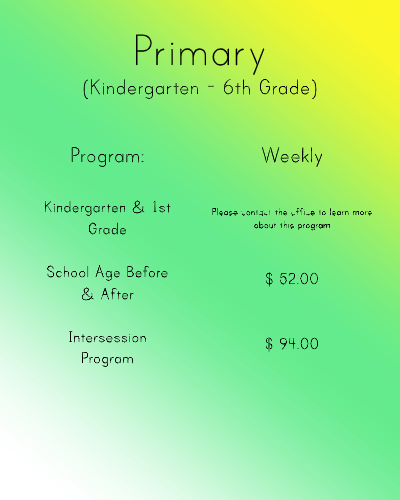 Primary
(Kindergarten - 6th Grade)
Program: Weekly
Kindergarten & 1st
Grade
Please contact the office to learn more
about this program
School Age Before
& After
$ 52.00
Intersession
Program
$ 94.00